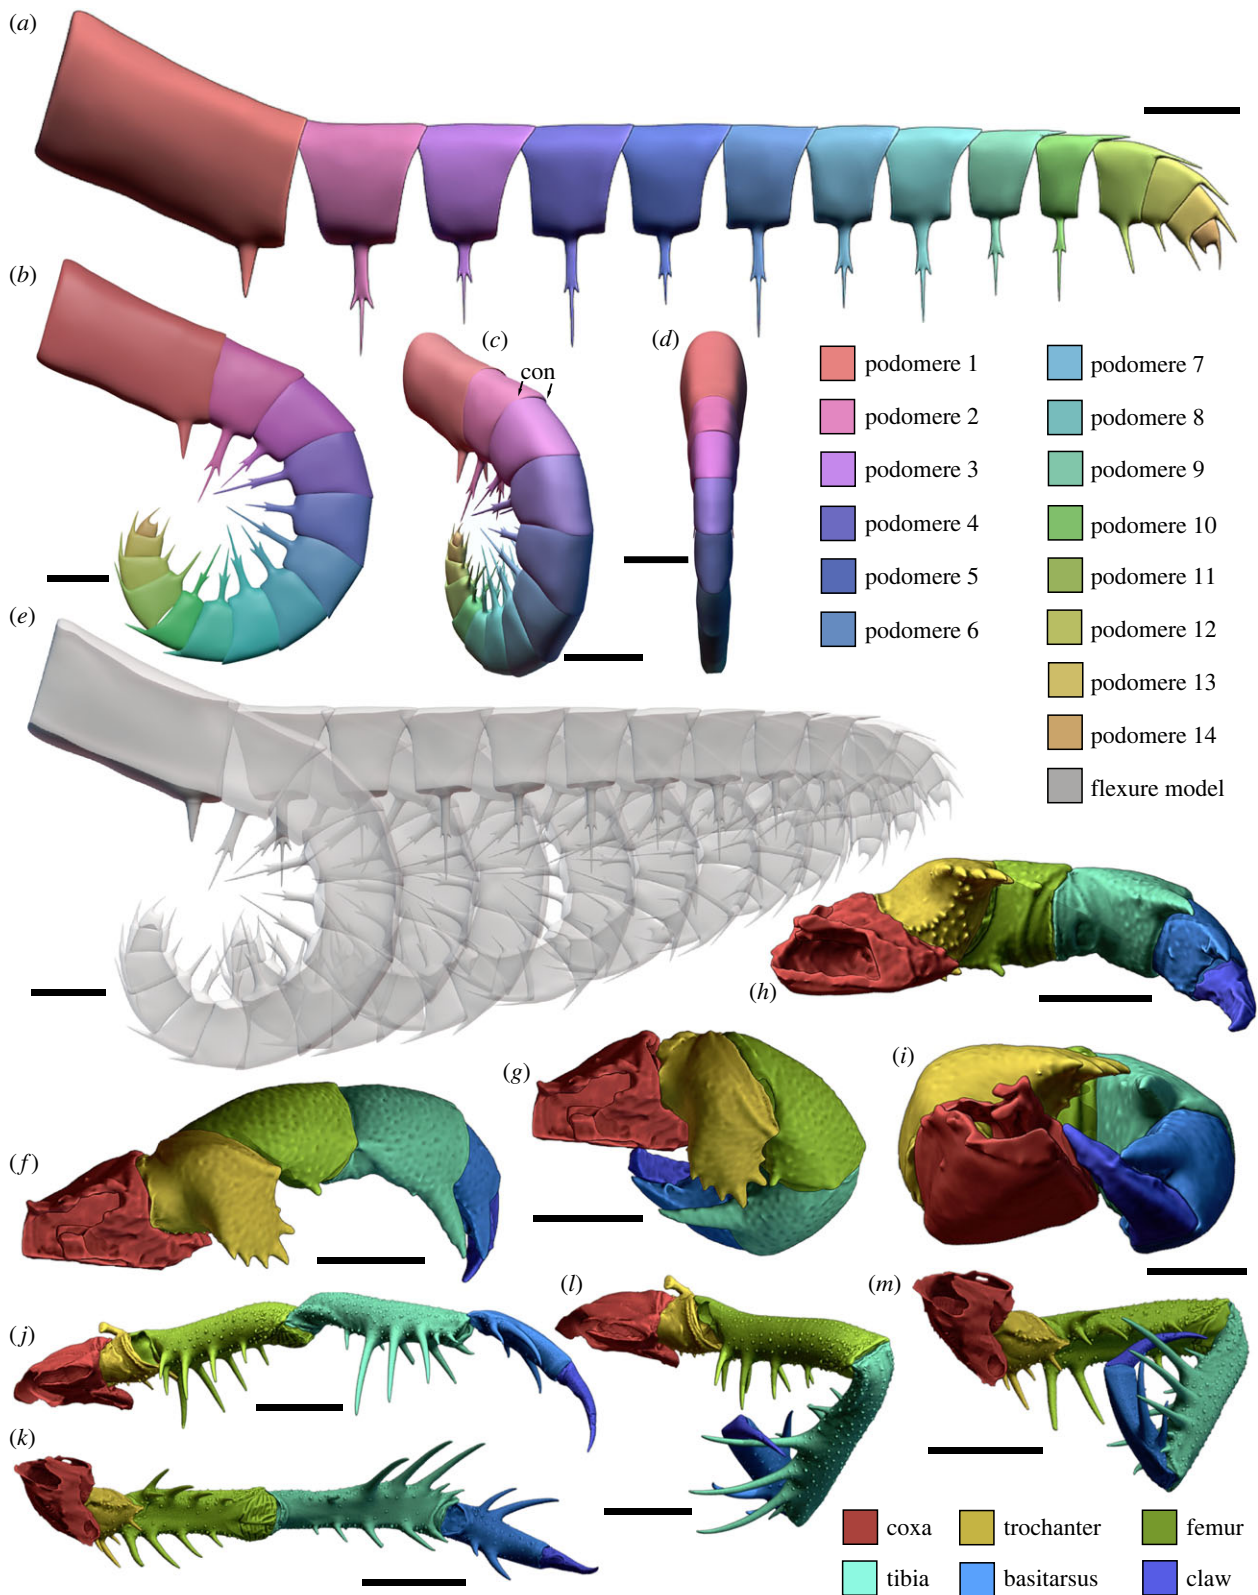 (a)
(b)
(c)
con
(d)
podomere 1
podomere 2
podomere 3
podomere 4
podomere 5
podomere 6
podomere 7
podomere 8
podomere 9
podomere 10
podomere 11
podomere 12
podomere 13
podomere 14
flexure model
(e)
(h)
(g)
(i)
(f)
(l)
(m)
(j)
(k)
coxa
trochanter
femur
tibia
basitarsus
claw